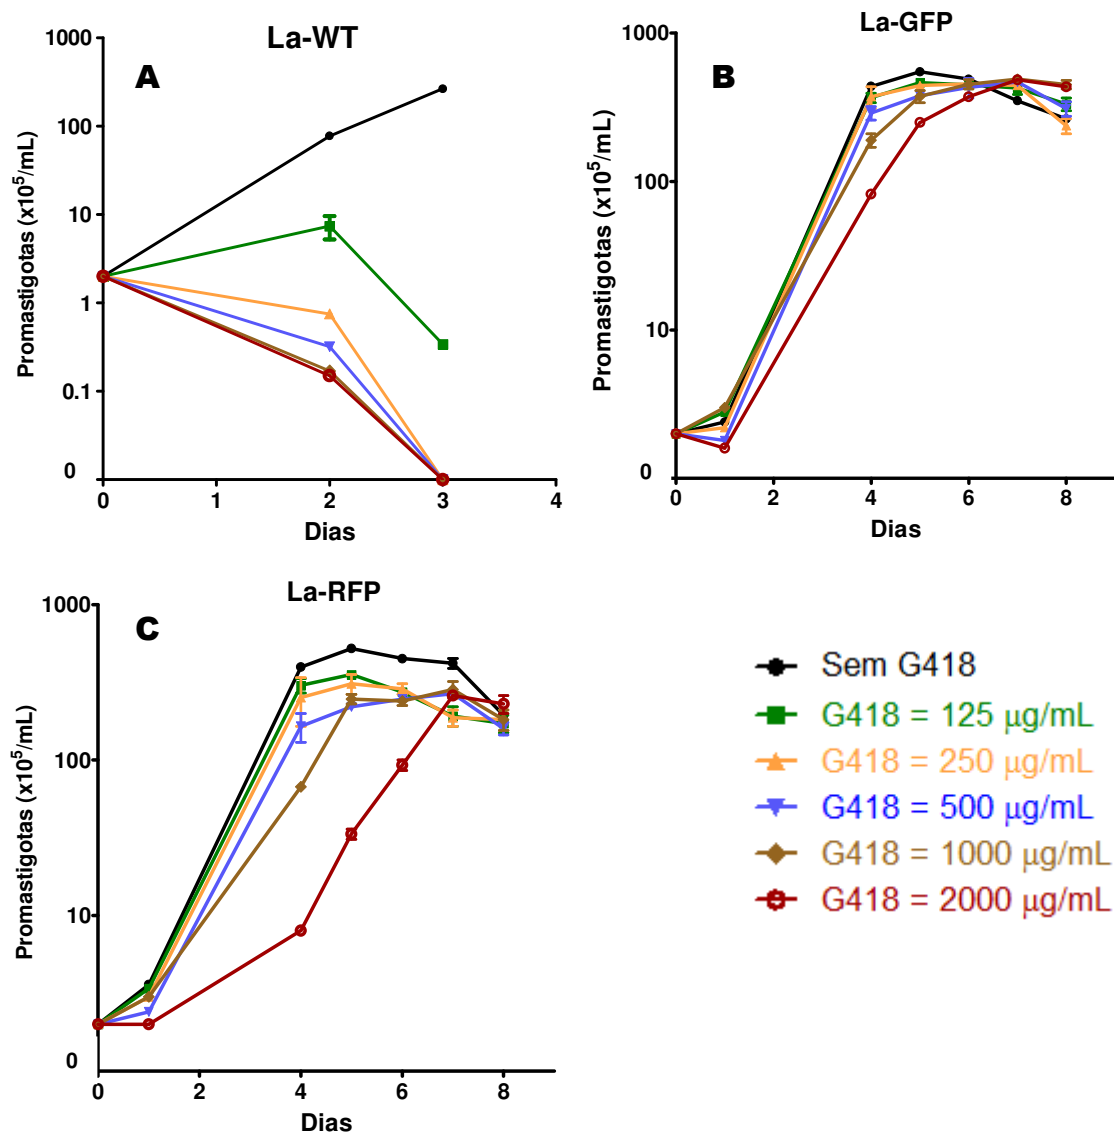 La-WT
A
Promastigotas (x10⁵/mL)
1000
100
10
1
0.1
0
0 1 2 3 4
Dias
La-GFP
B
Promastigotas (x10⁵/mL)
1000
100
10
0
0 2 4 6 8
Dias
La-RFP
C
Promastigotas (x10⁵/mL)
1000
100
10
0
0 2 4 6 8
Dias
Sem G418
G418 = 125 µg/mL
G418 = 250 µg/mL
G418 = 500 µg/mL
G418 = 1000 µg/mL
G418 = 2000 µg/mL